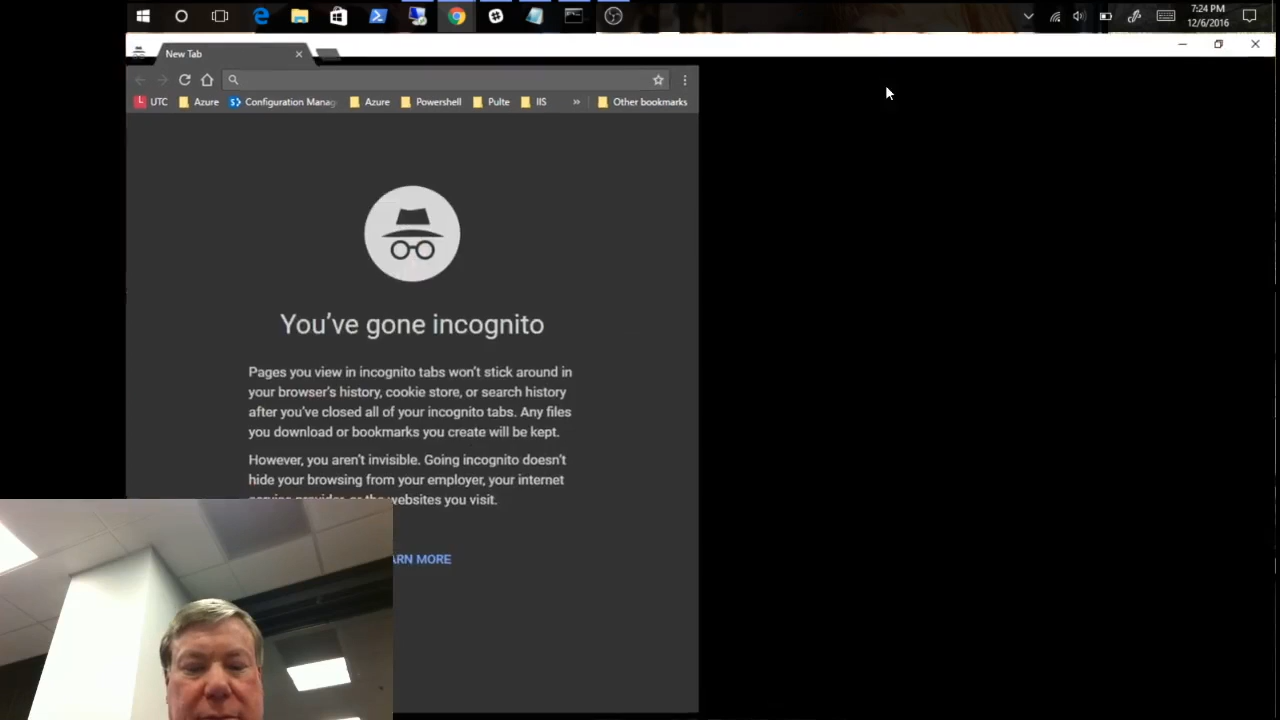 7:24 PM
12/6/2016
New Tab
UTC Azure Configuration Manag Azure Powershell Pulte IIS » Other bookmarks
You've gone incognito
Pages you view in incognito tabs won't stick around in
your browser's history, cookie store, or search history
after you've closed all of your incognito tabs. Any files
you download or bookmarks you create will be kept.
However, you aren't invisible. Going incognito doesn't
hide your browsing from your employer, your internet
service provider, or the websites you visit.
ARN MORE